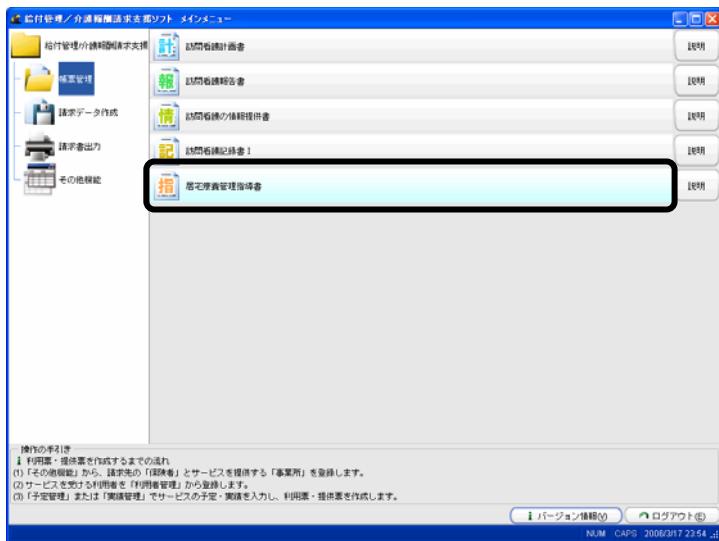 給付管理／介護報酬請求支援ソフト メインメニュー
給付管理/介護報酬請求支援
帳票管理
請求データ作成
請求書出力
その他機能
計 訪問看護計画書 説明
報 訪問看護報告書 説明
情 訪問看護の情報提供書 説明
記 訪問看護記録書Ⅰ 説明
指 居宅療養管理指導書 説明
操作の手引き
i 利用票・提供票を作成するまでの流れ
(1)「その他機能」から、請求先の「保険者」とサービスを提供する「事業所」を登録します。
(2)サービスを受ける利用者を「利用者管理」から登録します。
(3)「予定管理」または「実績管理」でサービスの予定・実績を入力し、利用票・提供票を作成します。
i バージョン情報(V) ログアウト(E)
NUM CAPS 2006/3/17 23:54